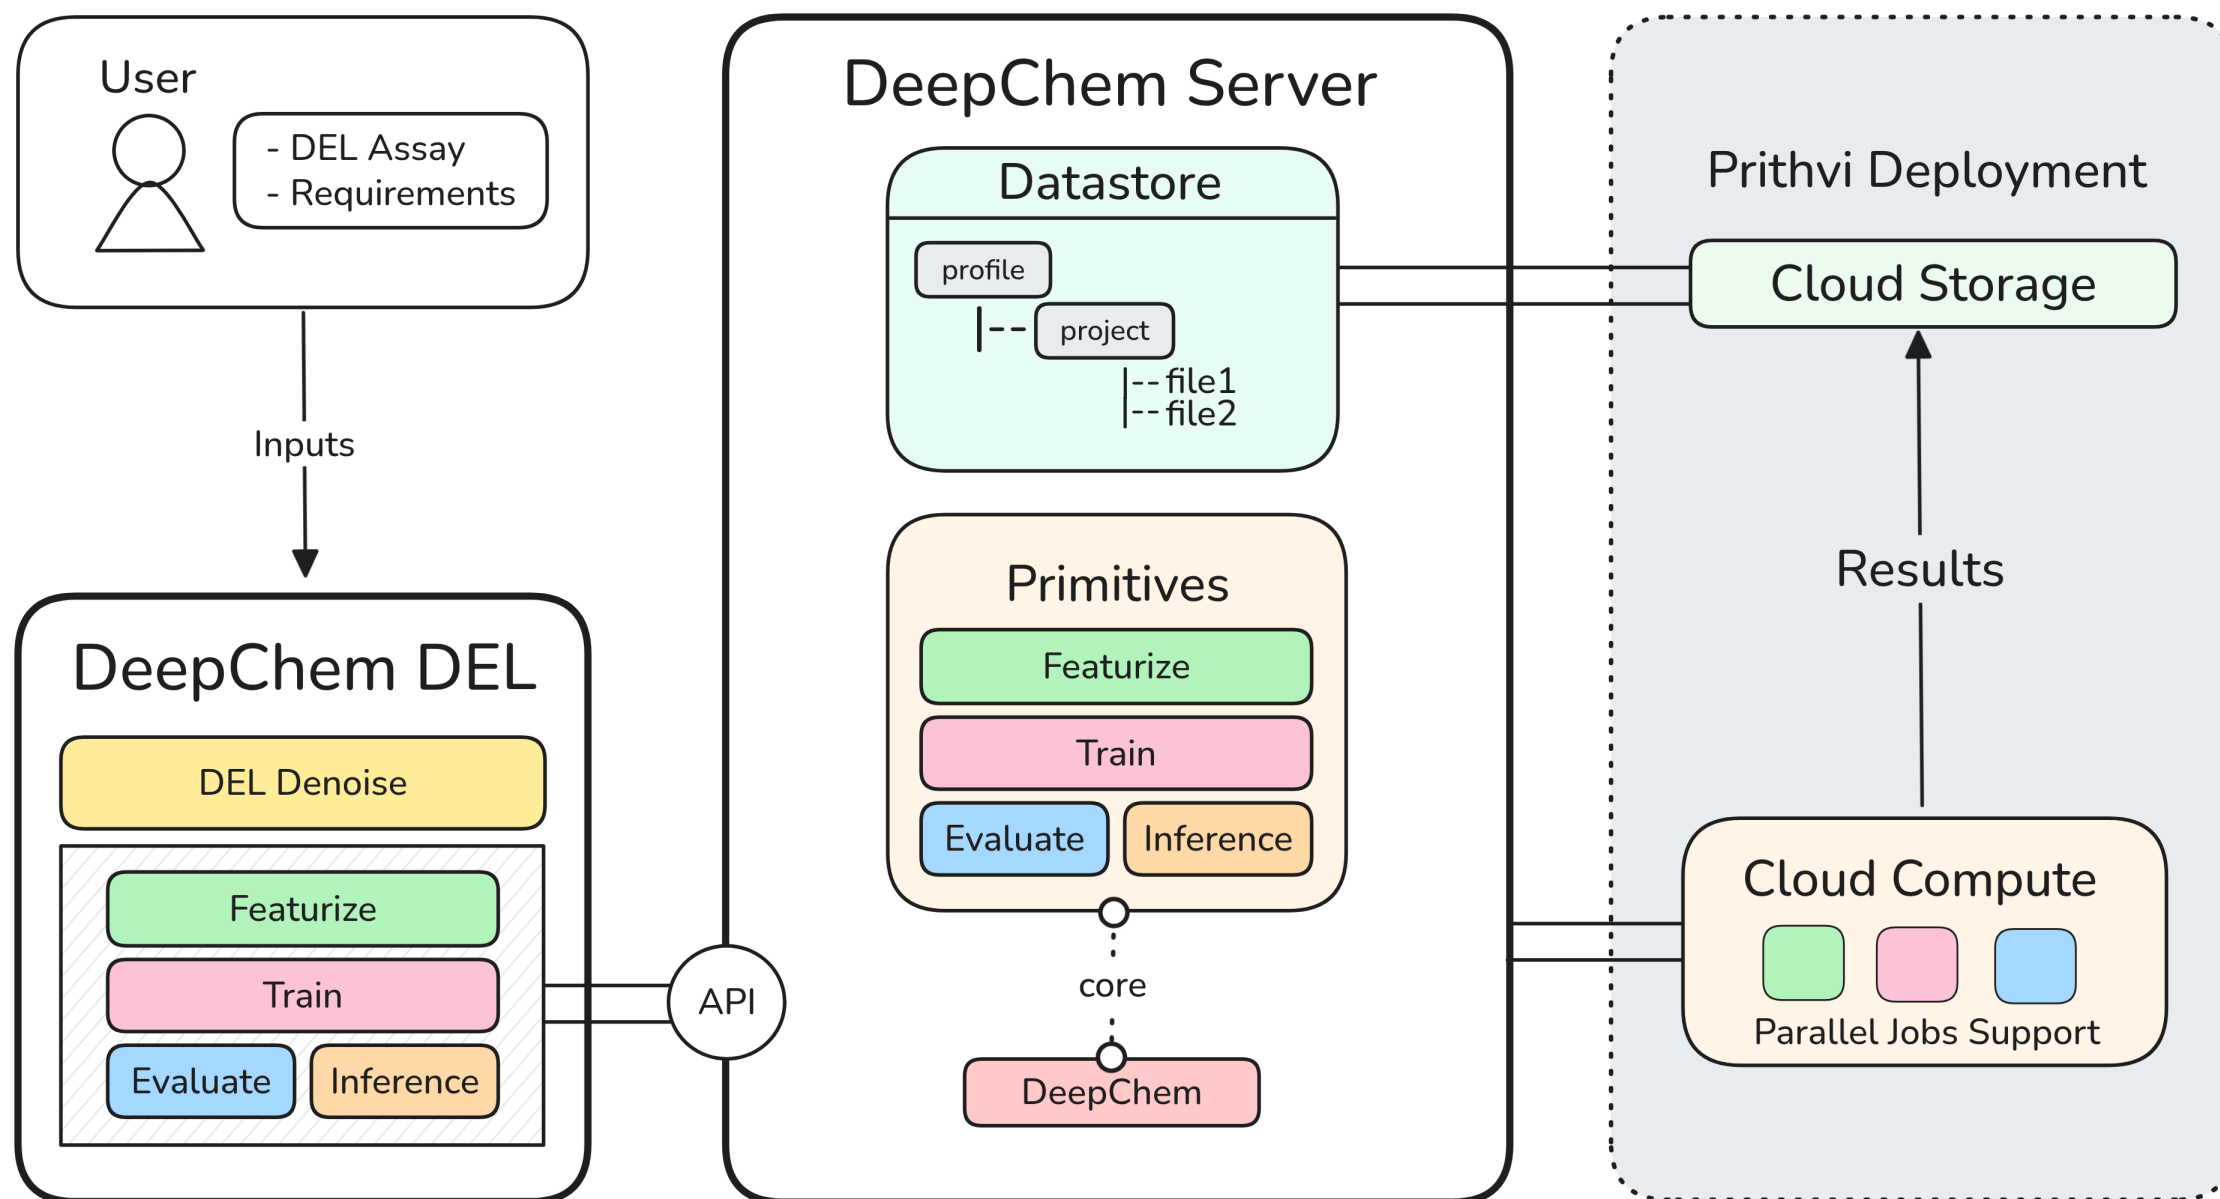 User
- DEL Assay
- Requirements
Inputs
DeepChem DEL
DEL Denoise
Featurize
Train
Evaluate
Inference
API
DeepChem Server
Datastore
profile
|--
project
|-- file1
|-- file2
Primitives
Featurize
Train
Evaluate
Inference
core
DeepChem
Prithvi Deployment
Cloud Storage
Results
Cloud Compute
Parallel Jobs Support